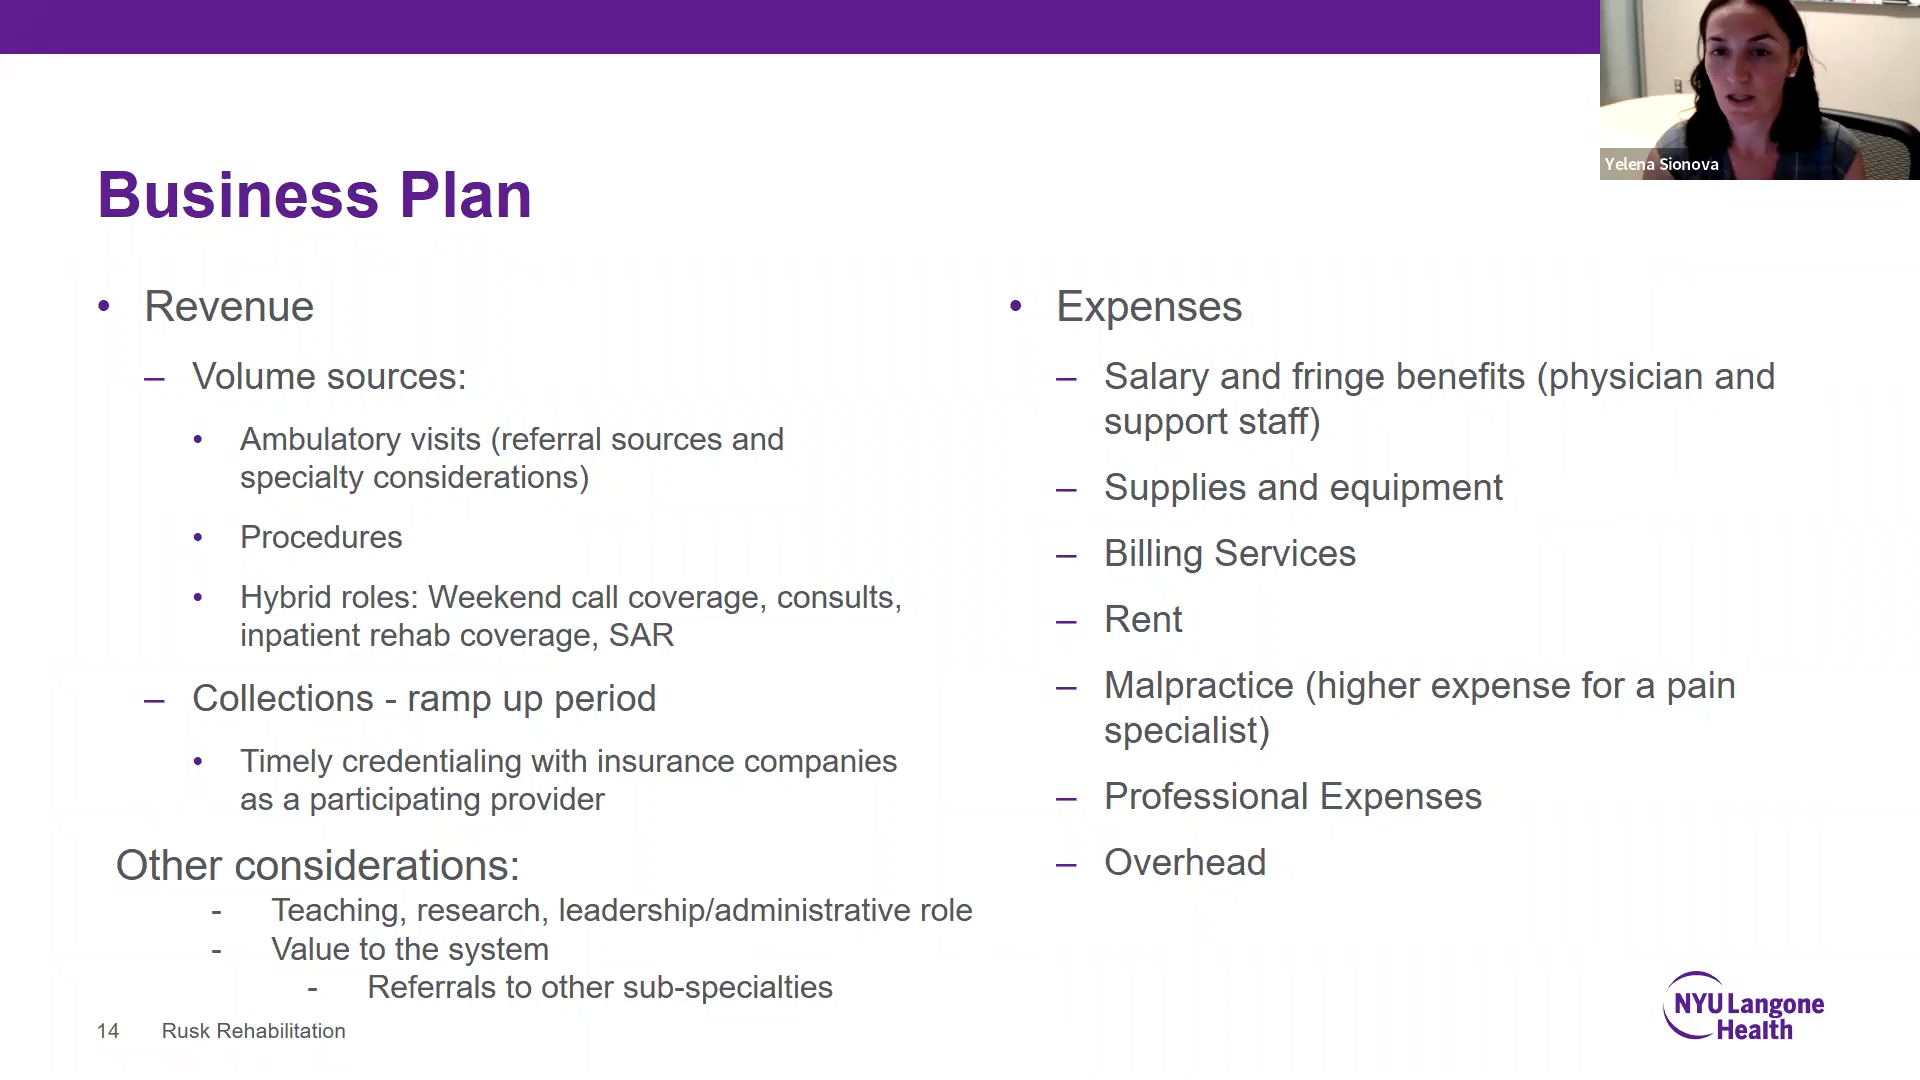 Yelena Sionova
Business Plan
• Revenue
– Volume sources:
• Ambulatory visits (referral sources and
specialty considerations)
• Procedures
• Hybrid roles: Weekend call coverage, consults,
inpatient rehab coverage, SAR
– Collections - ramp up period
• Timely credentialing with insurance companies
as a participating provider
Other considerations:
- Teaching, research, leadership/administrative role
- Value to the system
- Referrals to other sub-specialties
• Expenses
– Salary and fringe benefits (physician and
support staff)
– Supplies and equipment
– Billing Services
– Rent
– Malpractice (higher expense for a pain
specialist)
– Professional Expenses
– Overhead
14 Rusk Rehabilitation
NYU Langone
Health